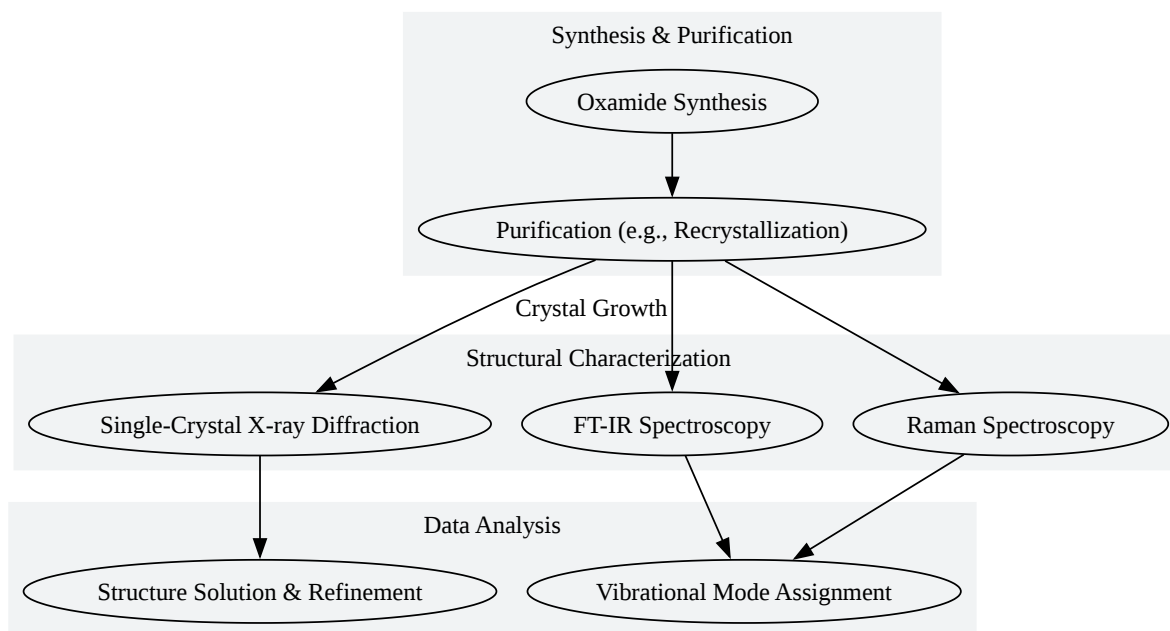 Synthesis & Purification
Oxamide Synthesis
Purification (e.g., Recrystallization)
Crystal Growth
Structural Characterization
Single-Crystal X-ray Diffraction
FT-IR Spectroscopy
Raman Spectroscopy
Data Analysis
Structure Solution & Refinement
Vibrational Mode Assignment